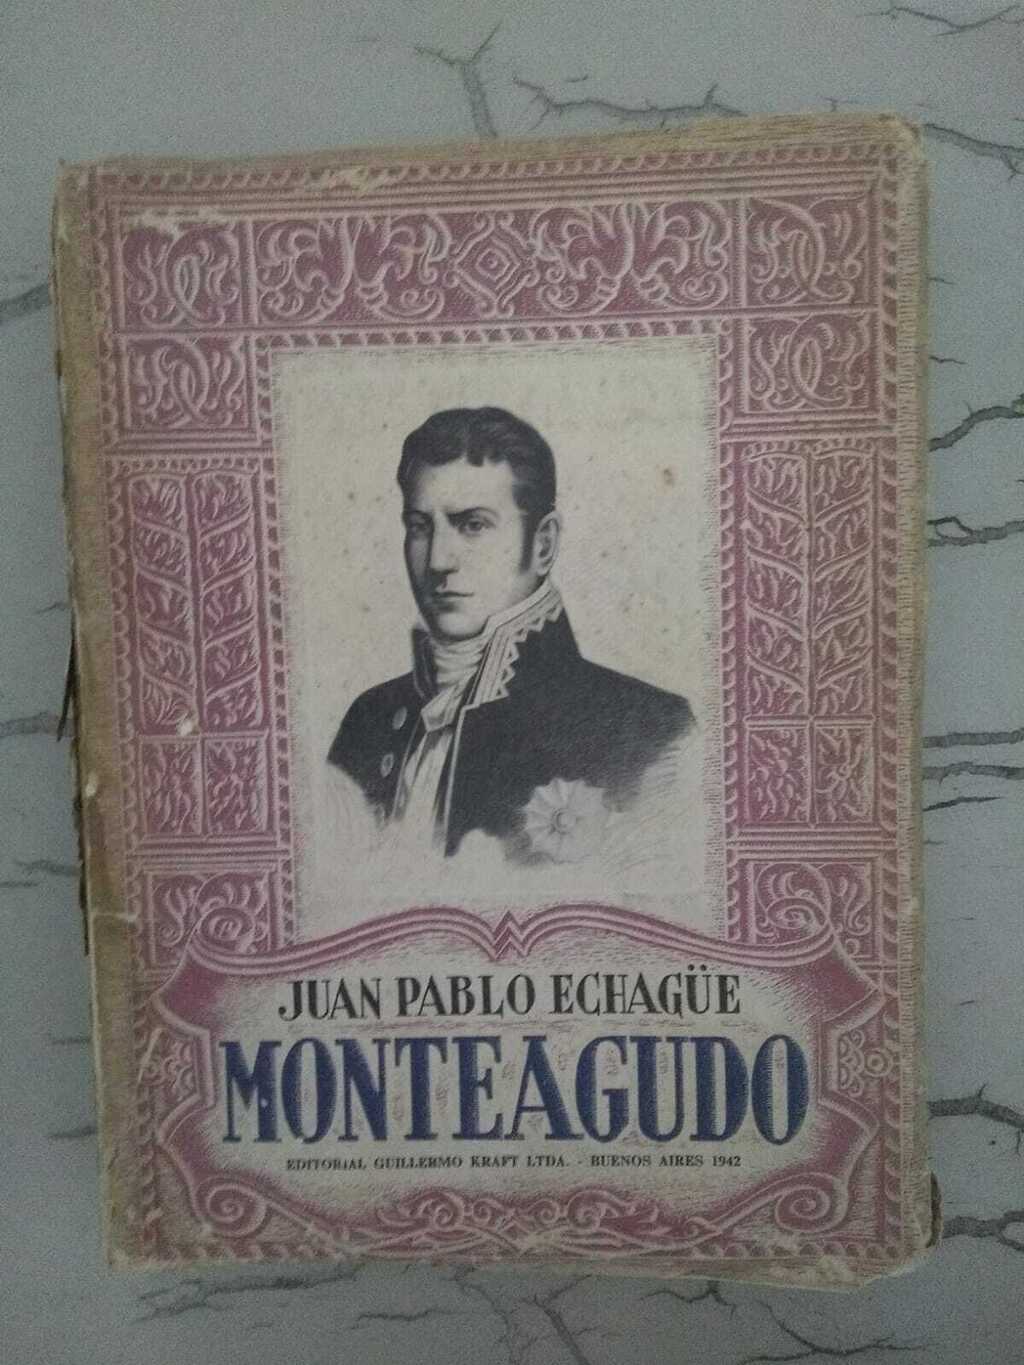 JUAN PABLO ECHAGÜE
MONTEAGUDO
EDITORIAL GUILLERMO KRAFT LTDA. - BUENOS AIRES 1942